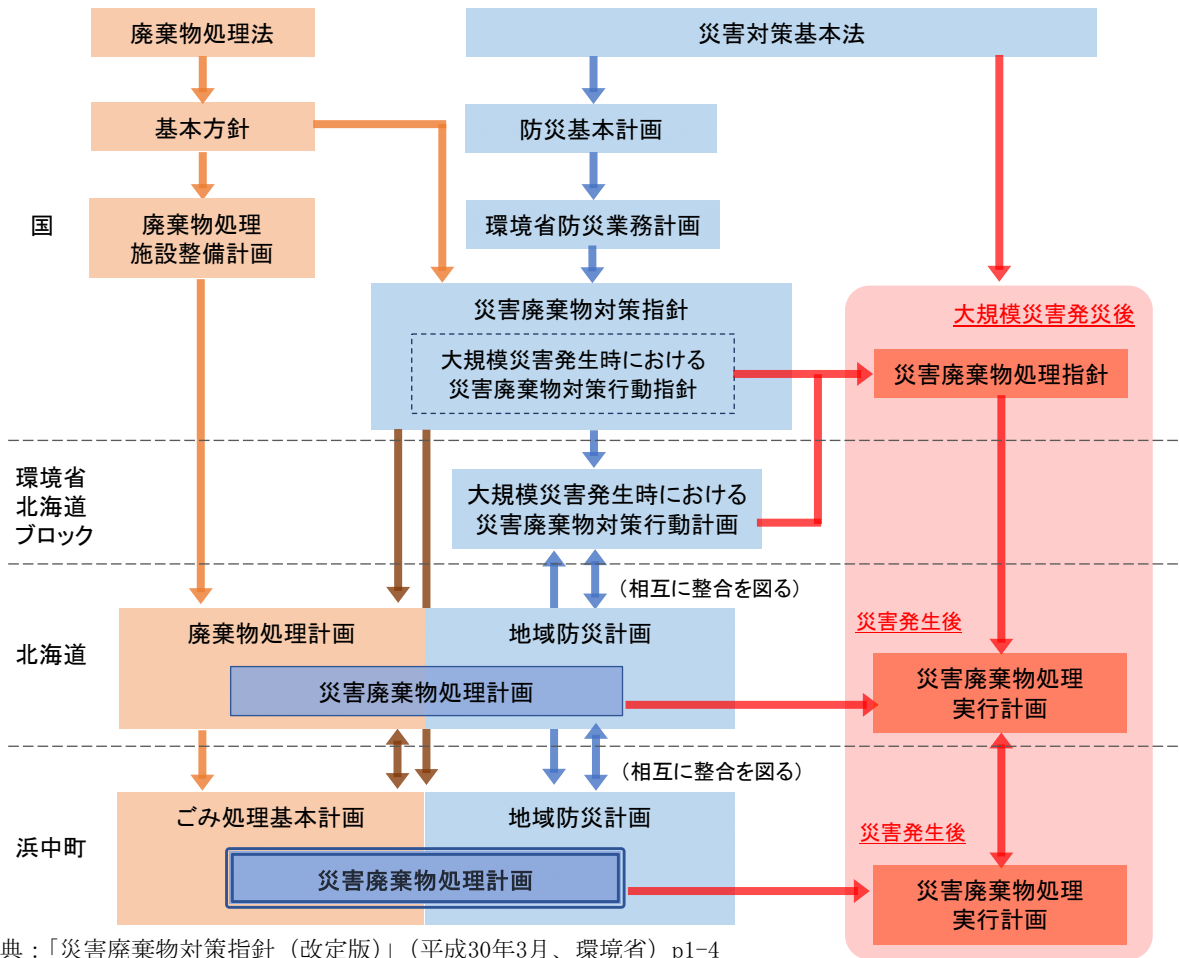 廃棄物処理法
災害対策基本法
基本方針
防災基本計画
国
廃棄物処理
施設整備計画
環境省防災業務計画
災害廃棄物対策指針
大規模災害発生時における
災害廃棄物対策行動指針
大規模災害発災後
災害廃棄物処理指針
環境省
北海道
ブロック
大規模災害発生時における
災害廃棄物対策行動計画
(相互に整合を図る)
北海道
廃棄物処理計画
地域防災計画
災害廃棄物処理計画
災害発生後
災害廃棄物処理
実行計画
(相互に整合を図る)
浜中町
ごみ処理基本計画
地域防災計画
災害廃棄物処理計画
災害発生後
災害廃棄物処理
実行計画
典:「災害廃棄物対策指針(改定版)」(平成30年3月、環境省)p1-4